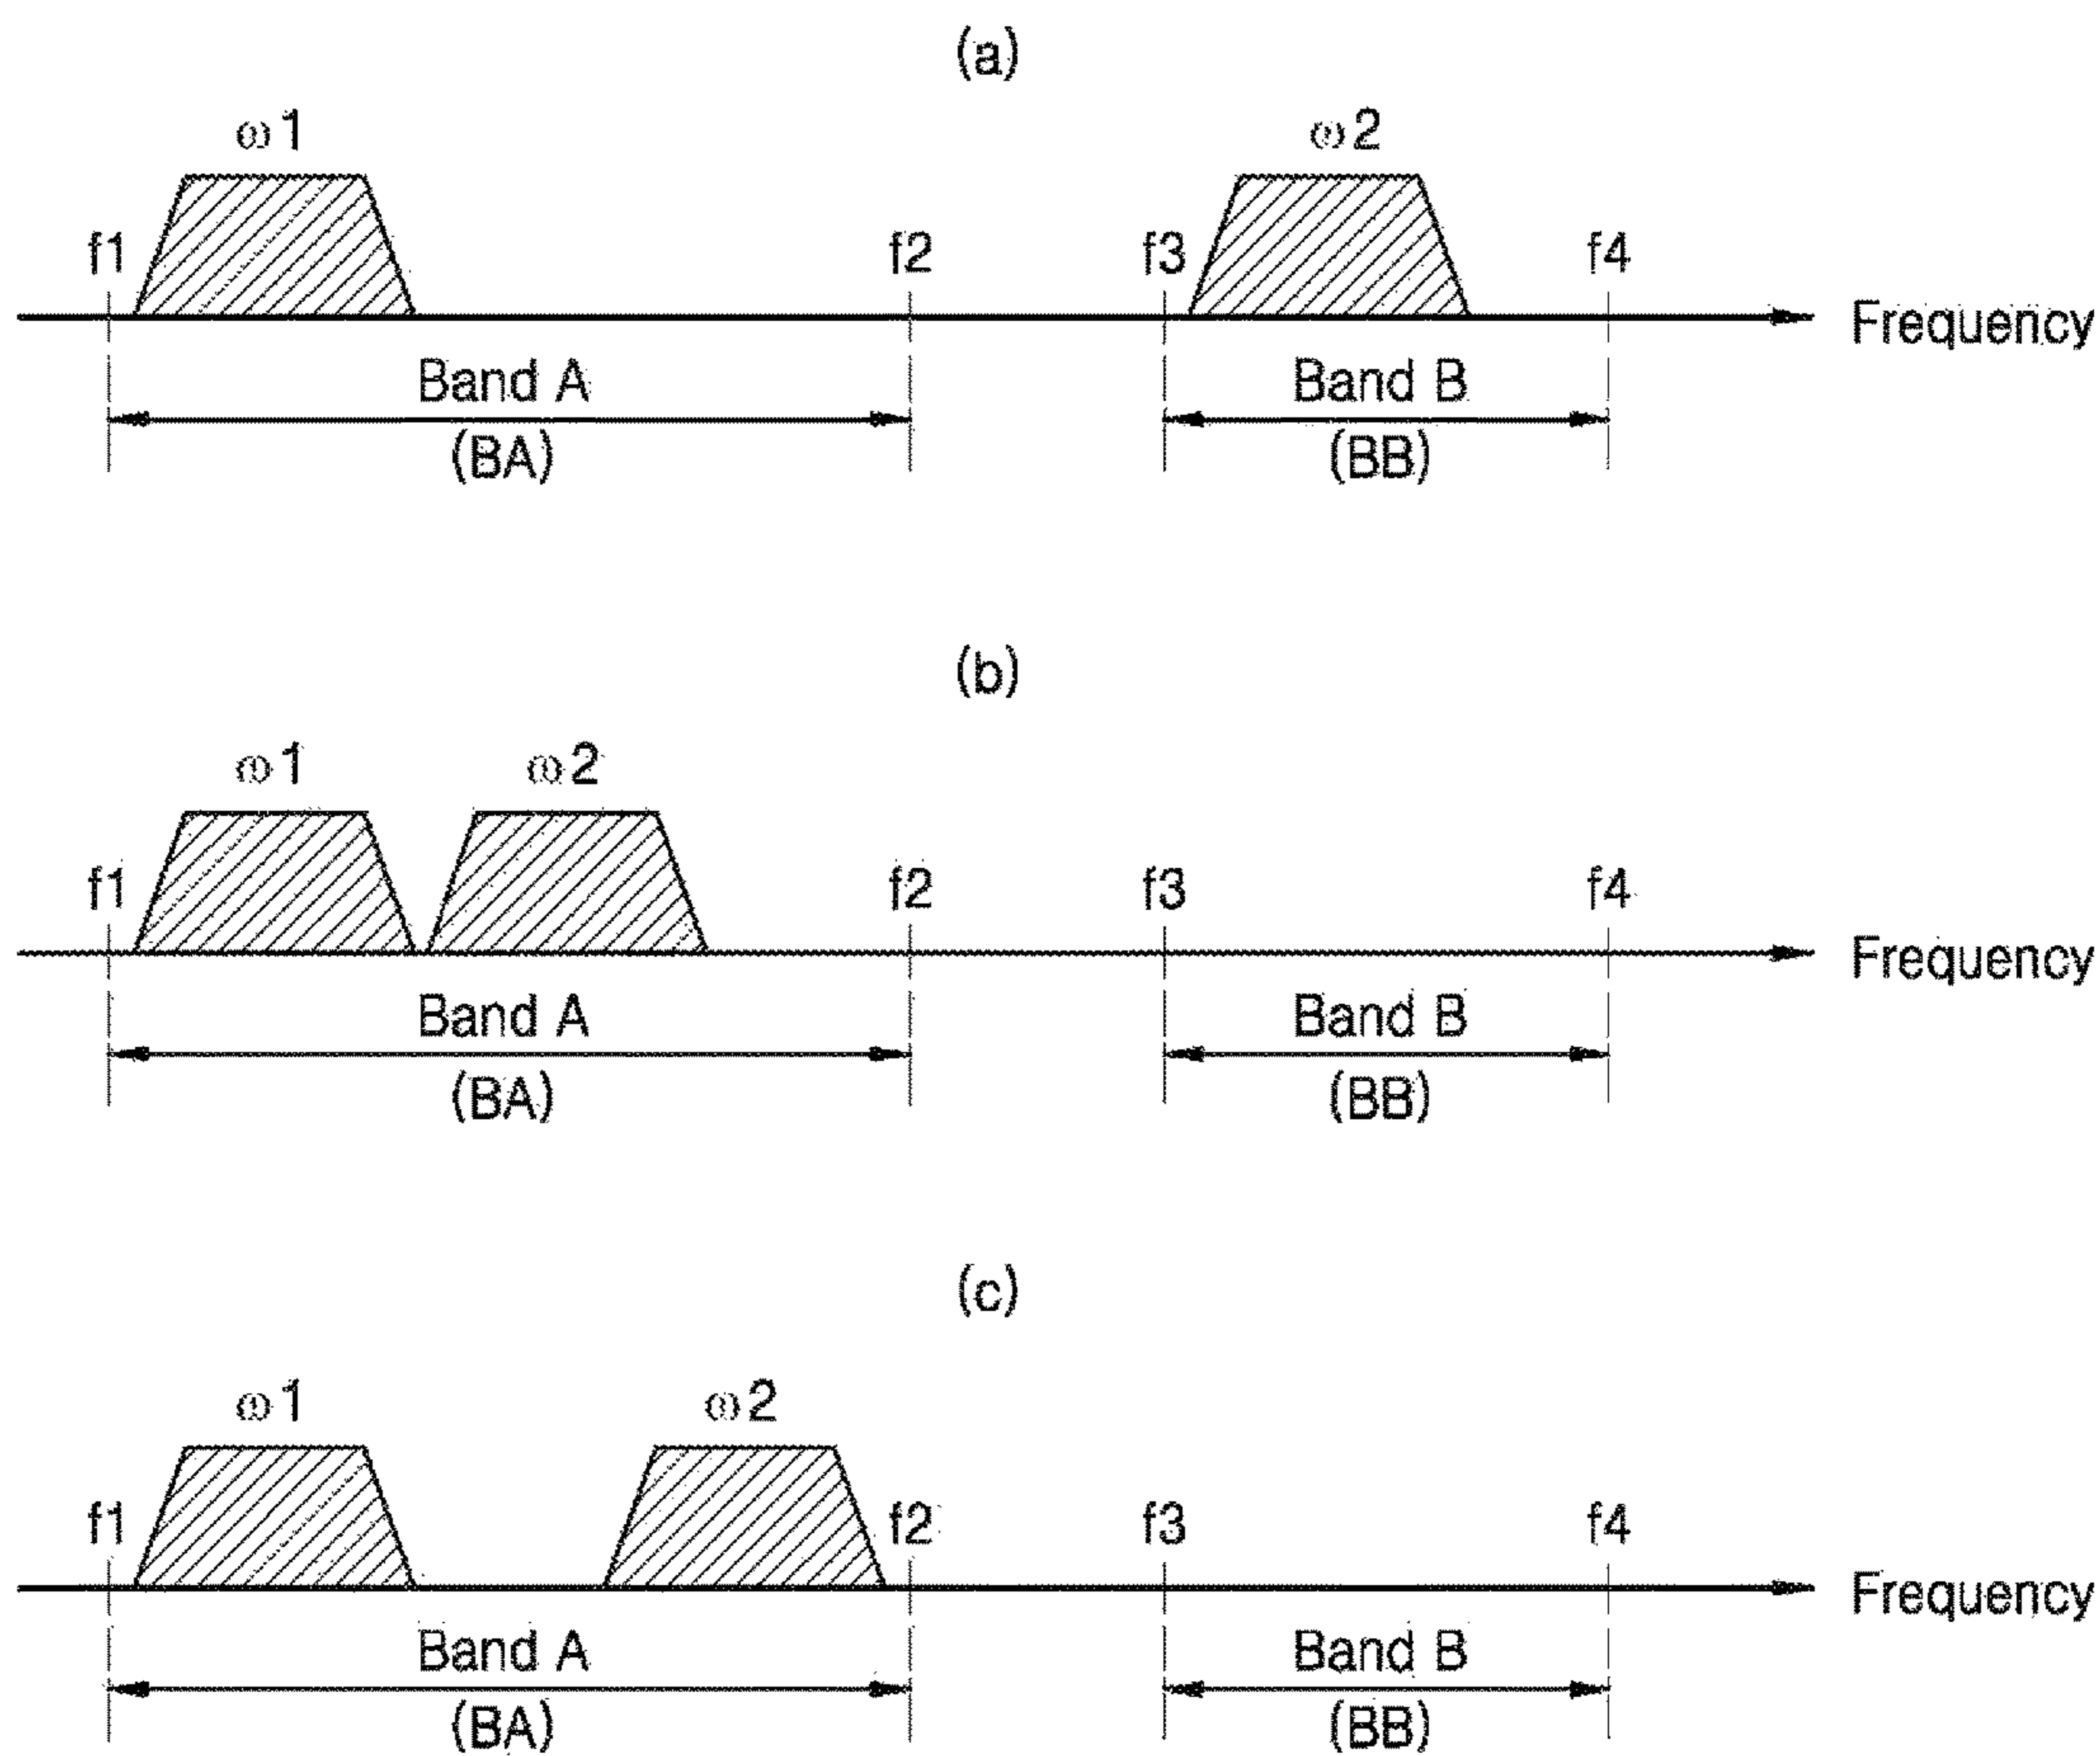 (a)
ω1 ω2
f1 f2 f3 f4
Frequency
Band A Band B
(BA) (BB)
(b)
ω1 ω2
f1 f2 f3 f4
Frequency
Band A Band B
(BA) (BB)
(c)
ω1 ω2
f1 f2 f3 f4
Frequency
Band A Band B
(BA) (BB)